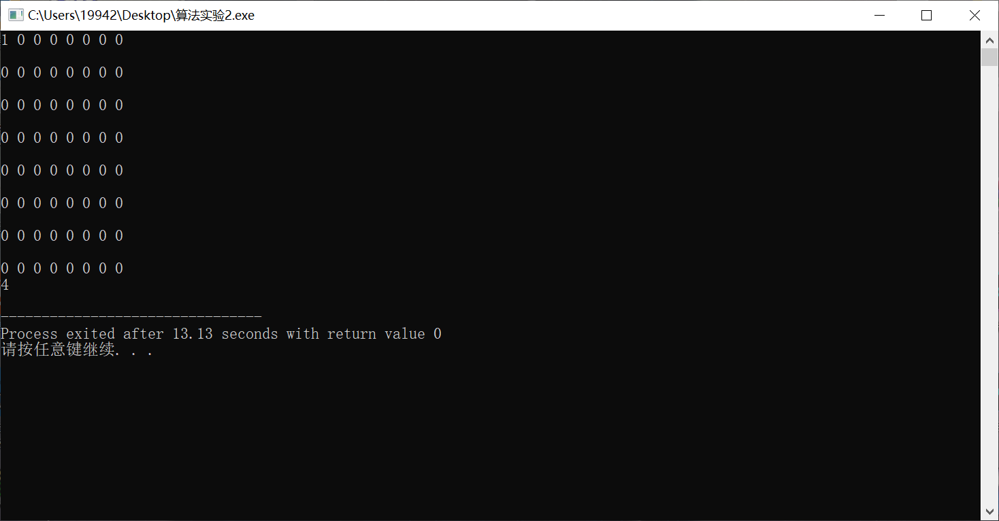 C:\Users\19942\Desktop\算法实验2.exe
1 0 0 0 0 0 0 0
0 0 0 0 0 0 0 0
0 0 0 0 0 0 0 0
0 0 0 0 0 0 0 0
0 0 0 0 0 0 0 0
0 0 0 0 0 0 0 0
0 0 0 0 0 0 0 0
0 0 0 0 0 0 0 0
4
--------------------------------
Process exited after 13.13 seconds with return value 0
请按任意键继续. . .